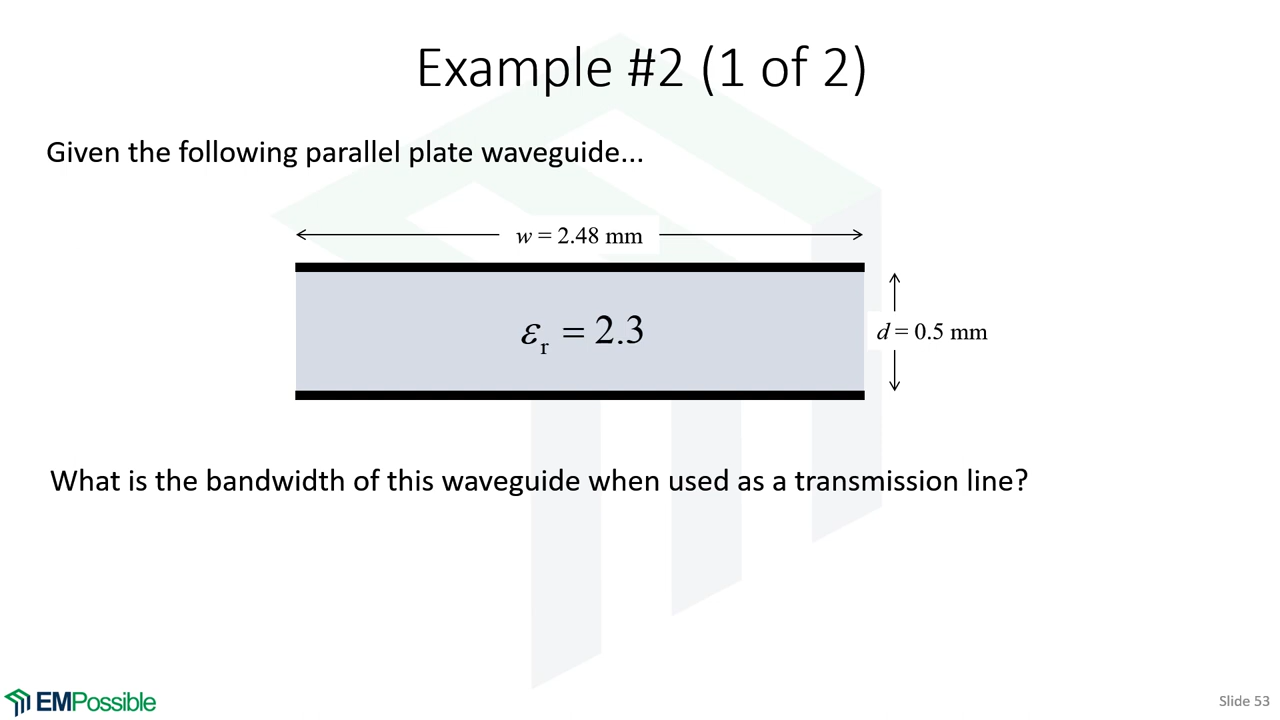 Example #2 (1 of 2)
Given the following parallel plate waveguide...
w = 2.48 mm
εr = 2.3
d = 0.5 mm
What is the bandwidth of this waveguide when used as a transmission line?
EMPossible
Slide 53